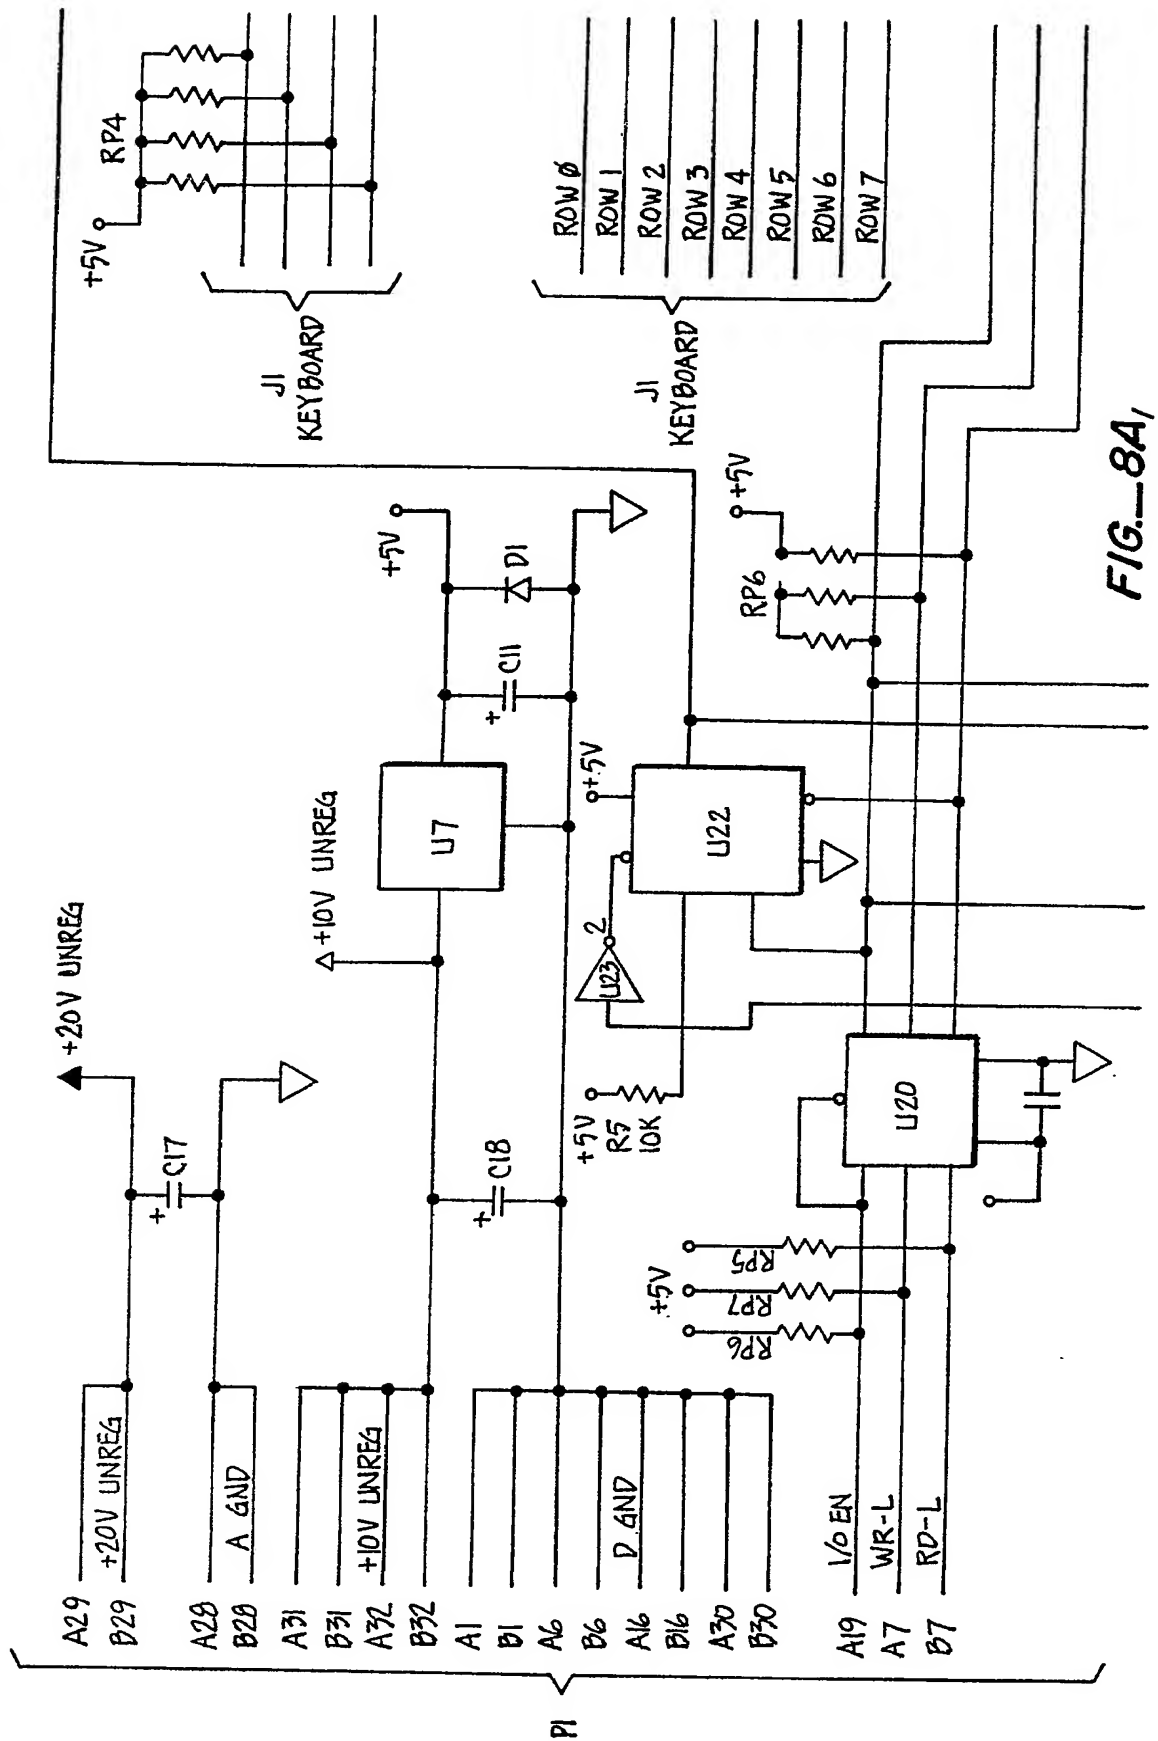 P1
A29
B29
+20V UNREG
A28
B28
A GND
A31
B31
A32
B32
+10V UNREG
A1
B1
A6
B6
A16
B16
A30
B30
D GND
A19
I/O EN
A7
WR-L
B7
RD-L
+20V UNREG
+
C17
+10V UNREG
+
C18
U7
+
C11
D1
+5V
+5V
R5
10K
U23
2
+5V
U22
+5V
RP6
RP7
RP5
U20
+5V
RP6
+5V
RP4
J1
KEYBOARD
J1
KEYBOARD
ROW Ø
ROW 1
ROW 2
ROW 3
ROW 4
ROW 5
ROW 6
ROW 7
FIG._8A1